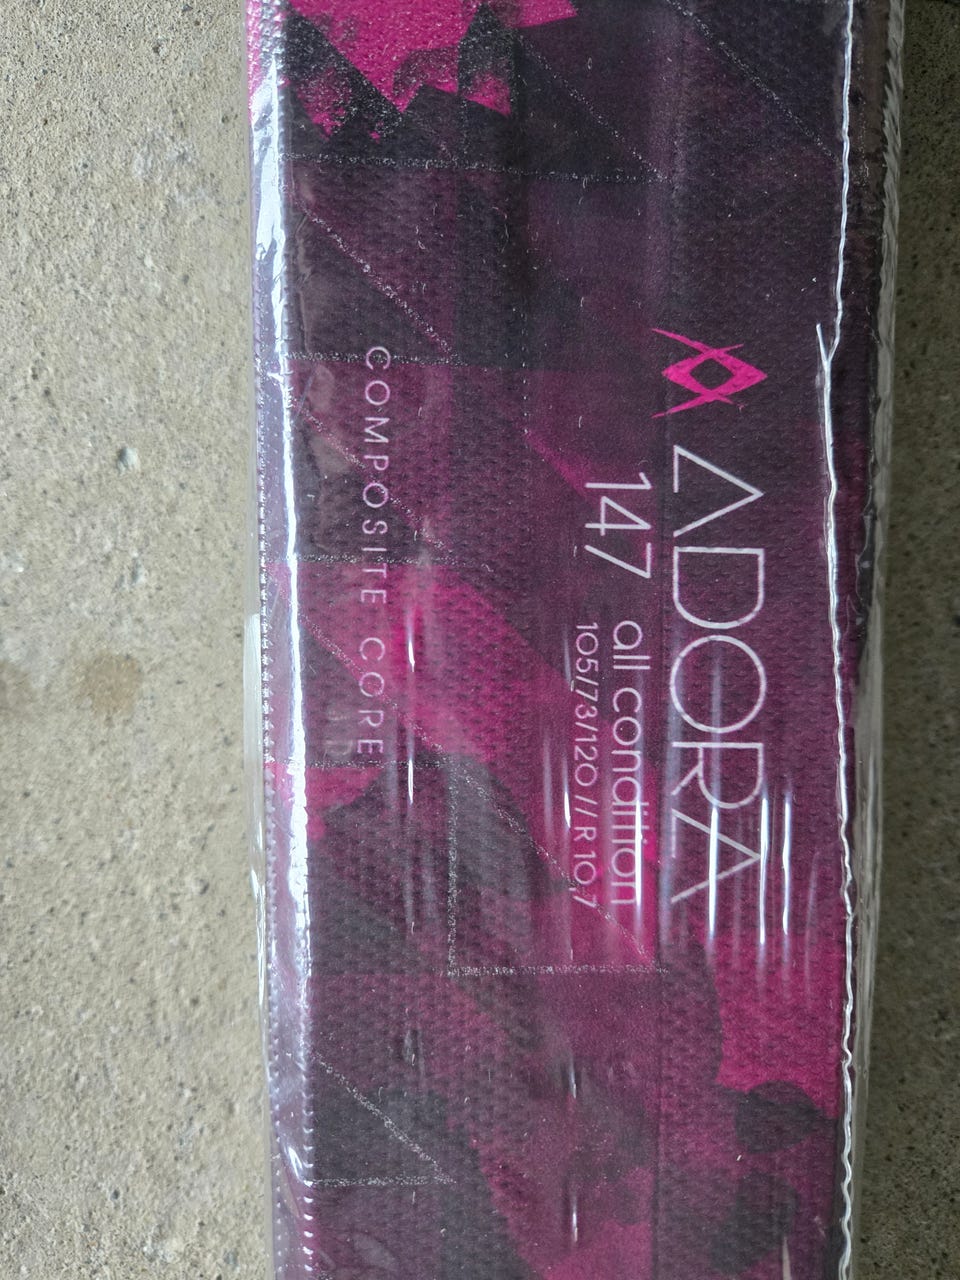 ADORA
147 all condition
105/73/120 // R 10,7
COMPOSITE CORE